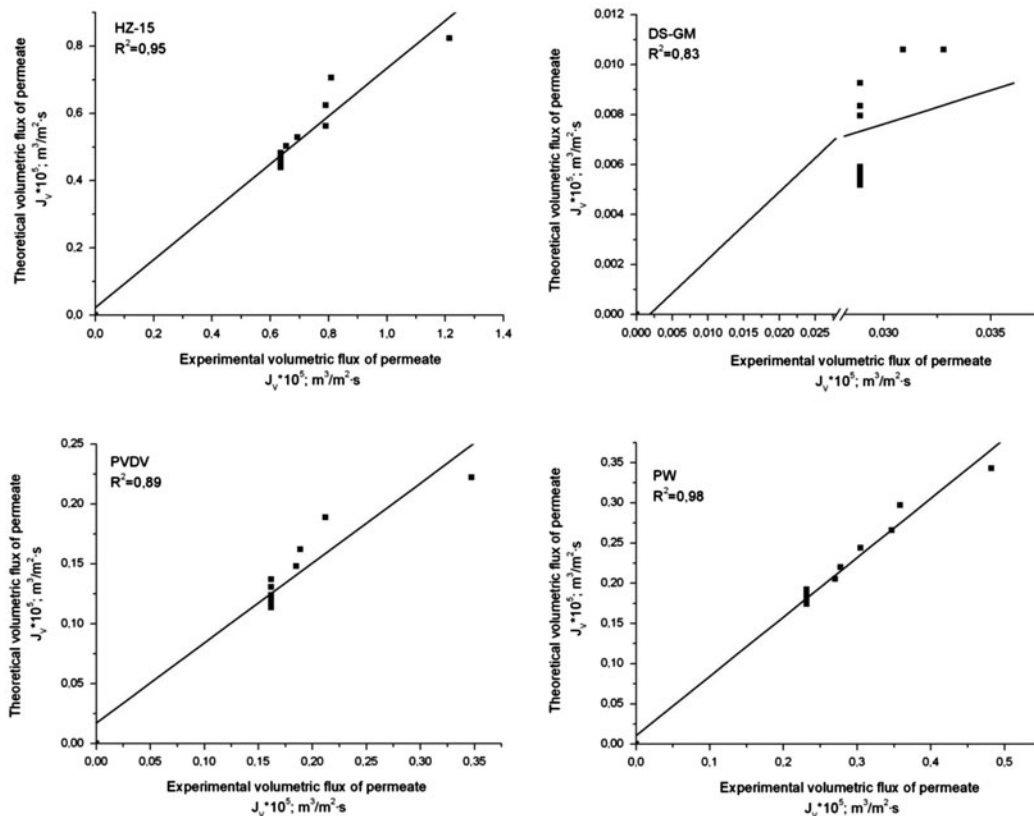 HZ-15
R²=0,95
Theoretical volumetric flux of permeate
Jᵥ*10⁵; m³/m²·s
0,8
0,6
0,4
0,2
0,0
0,0 0,2 0,4 0,6 0,8 1,0 1,2 1,4
Experimental volumetric flux of permeate
Jᵥ*10⁵; m³/m²·s
DS-GM
R²=0,83
Theoretical volumetric flux of permeate
Jᵥ*10⁵; m³/m²·s
0,012
0,010
0,008
0,006
0,004
0,002
0,000
0,000 0,005 0,010 0,015 0,020 0,025 0,030 0,035
Experimental volumetric flux of permeate
Jᵥ*10⁵; m³/m²·s
PVDV
R²=0,89
Theoretical volumetric flux of permeate
Jᵥ*10⁵; m³/m²·s
0,25
0,20
0,15
0,10
0,05
0,00
0,00 0,05 0,10 0,15 0,20 0,25 0,30 0,35
Experimental volumetric flux of permeate
Jᵥ*10⁵; m³/m²·s
PW
R²=0,98
Theoretical volumetric flux of permeate
Jᵥ*10⁵; m³/m²·s
0,35
0,30
0,25
0,20
0,15
0,10
0,05
0,00
0,0 0,1 0,2 0,3 0,4 0,5
Experimental volumetric flux of permeate
Jᵥ*10⁵; m³/m²·s